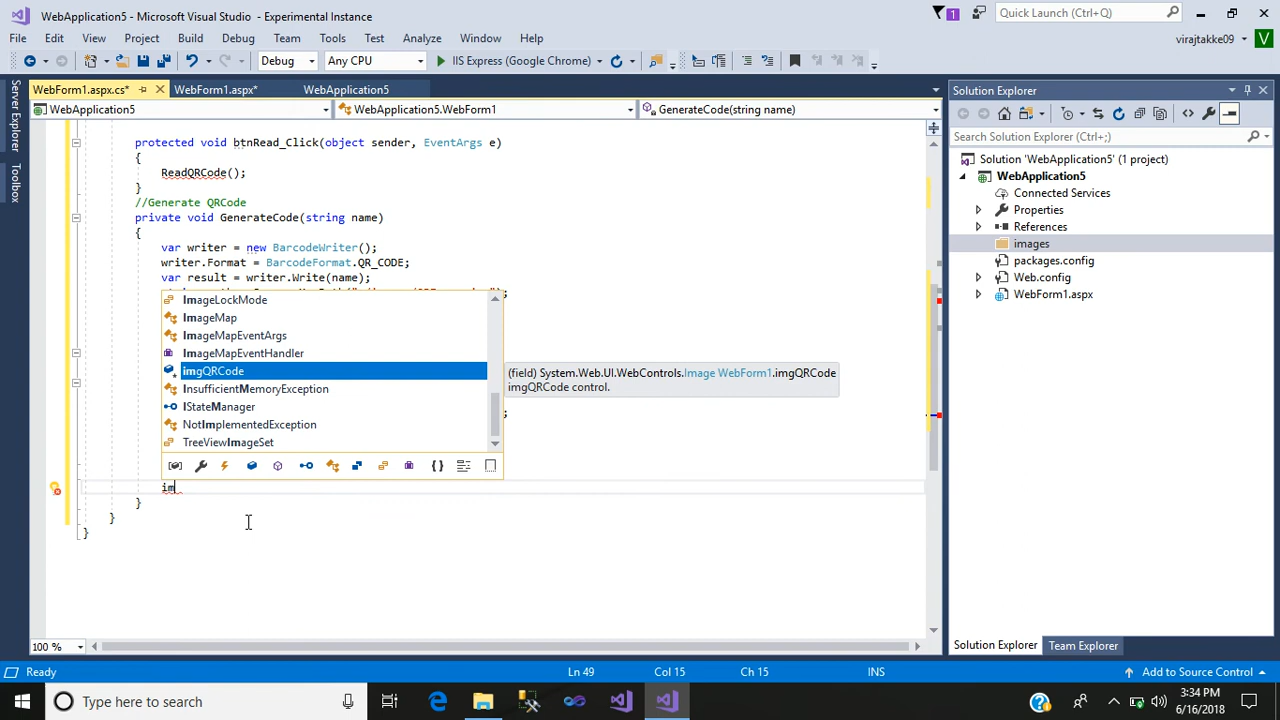 WebApplication5 - Microsoft Visual Studio - Experimental Instance
1
Quick Launch (Ctrl+Q)
File Edit View Project Build Debug Team Tools Test Analyze Window Help
virajtakke09 V
Debug Any CPU IIS Express (Google Chrome)
WebForm1.aspx.cs* WebForm1.aspx* WebApplication5
WebApplication5 WebApplication5.WebForm1 GenerateCode(string name)
Server Explorer
Toolbox
protected void btnRead_Click(object sender, EventArgs e)
{
ReadQRCode();
}
//Generate QRCode
private void GenerateCode(string name)
{
var writer = new BarcodeWriter();
writer.Format = BarcodeFormat.QR_CODE;
var result = writer.Write(name);
ImageLockMode
ImageMap
ImageMapEventArgs
ImageMapEventHandler
imgQRCode
InsufficientMemoryException
IStateManager
NotImplementedException
TreeViewImageSet
(field) System.Web.UI.WebControls.Image WebForm1.imgQRCode
imgQRCode control.
im
}
}
}
100 %
Solution Explorer
Search Solution Explorer (Ctrl+;)
Solution 'WebApplication5' (1 project)
WebApplication5
Connected Services
Properties
References
images
packages.config
Web.config
WebForm1.aspx
Solution Explorer Team Explorer
Ready Ln 49 Col 15 Ch 15 INS Add to Source Control
Type here to search
3:34 PM
6/16/2018